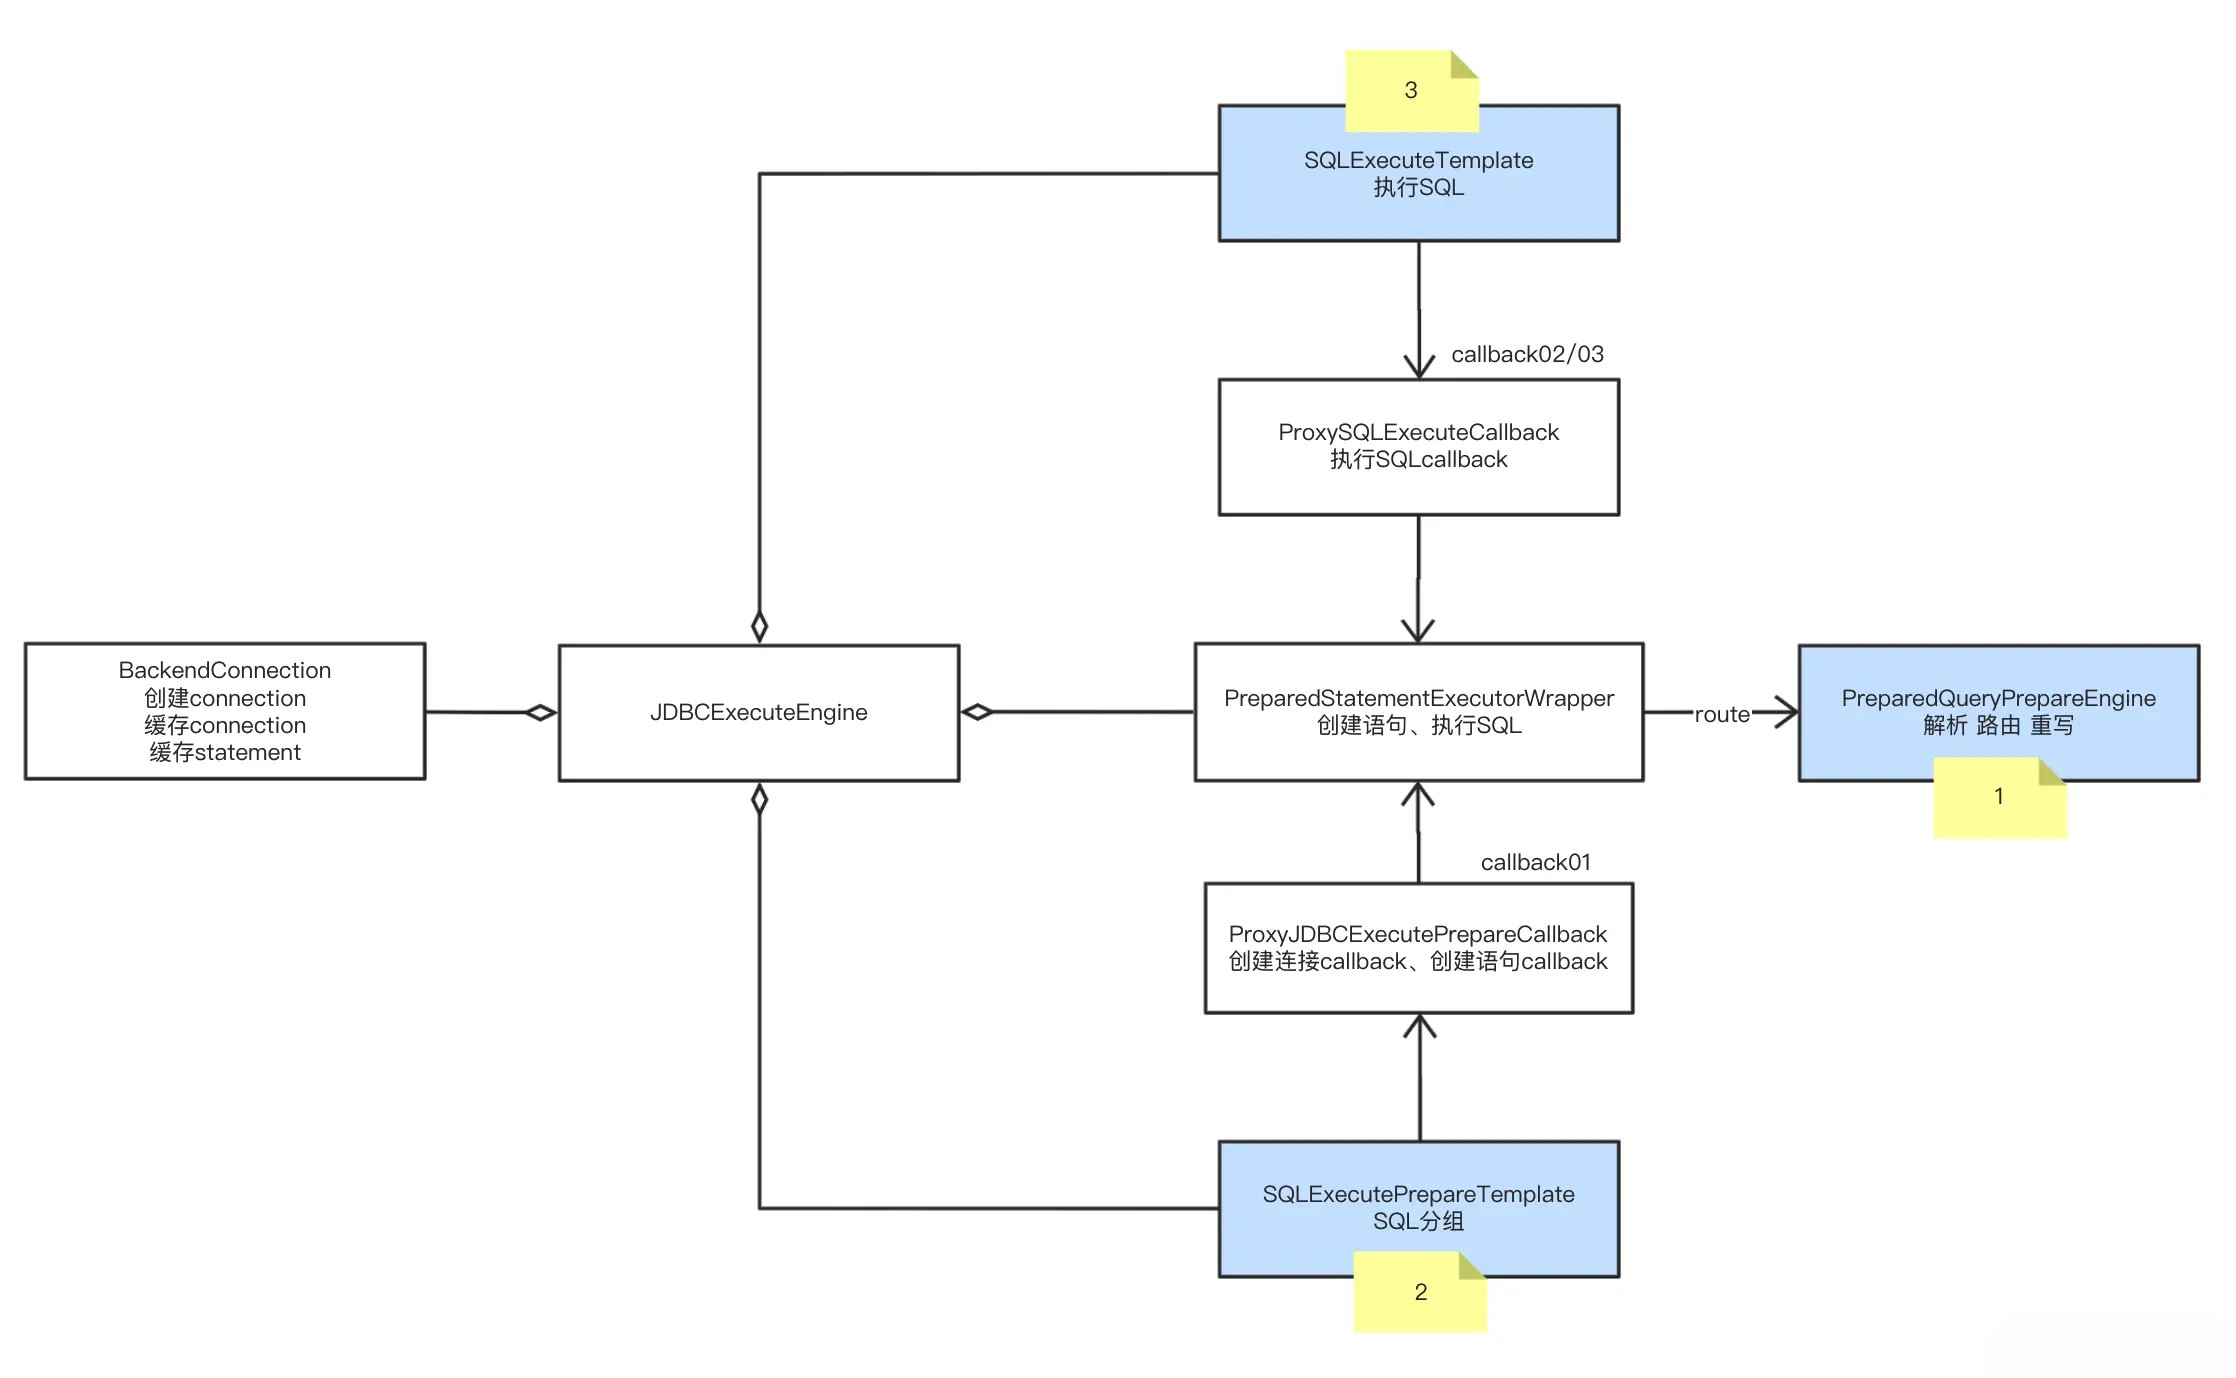 3
SQLExecuteTemplate
执行SQL
callback02/03
ProxySQLExecuteCallback
执行SQLcallback
BackendConnection
创建connection
缓存connection
缓存statement
JDBCExecuteEngine
PreparedStatementExecutorWrapper
创建语句、执行SQL
route
PreparedQueryPrepareEngine
解析 路由 重写
1
callback01
ProxyJDBCExecutePrepareCallback
创建连接callback、创建语句callback
SQLExecutePrepareTemplate
SQL分组
2